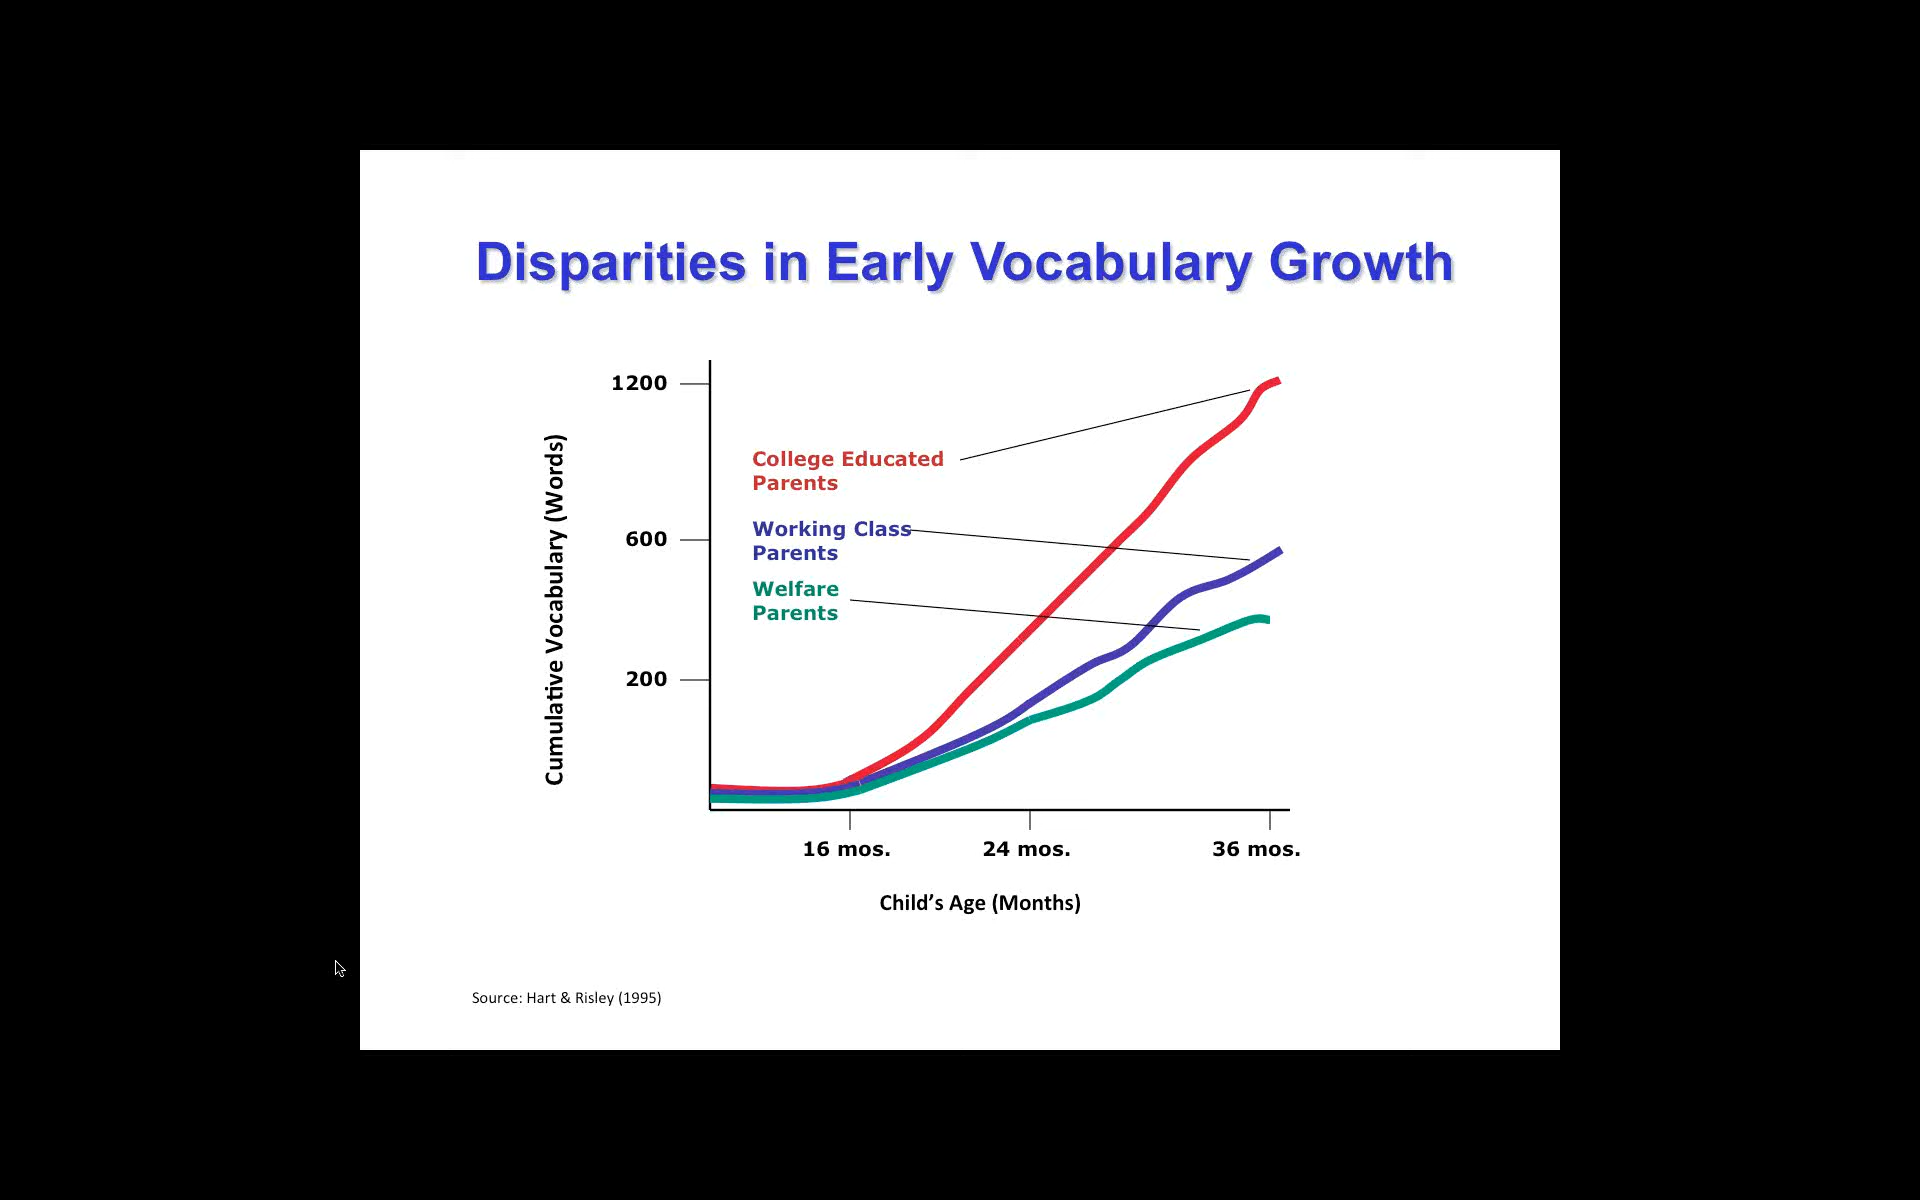 Disparities in Early Vocabulary Growth
1200
College Educated
Parents
Working Class
Parents
600
Welfare
Parents
200
Cumulative Vocabulary (Words)
16 mos.
24 mos.
36 mos.
Child’s Age (Months)
Source: Hart & Risley (1995)